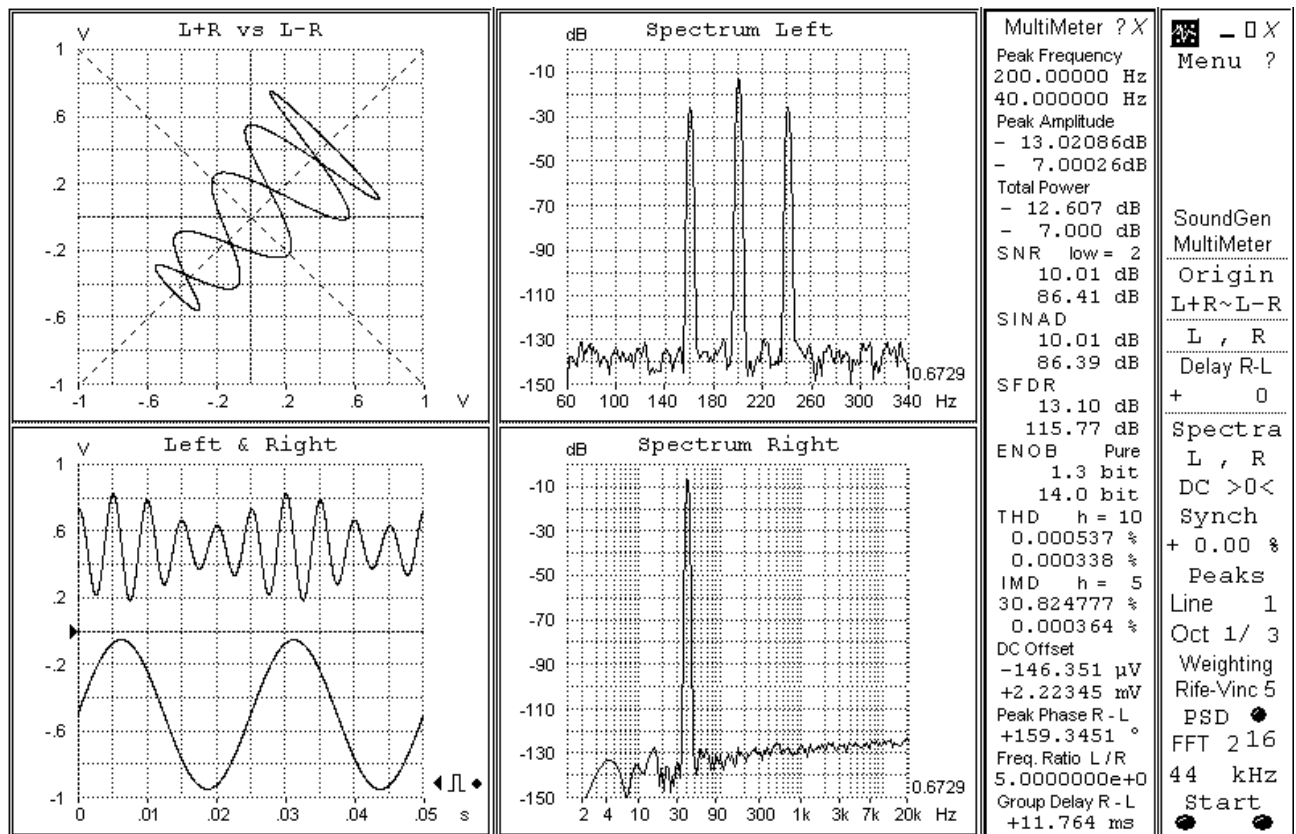 V L+R vs L-R
1
.6
.2
-.2
-.6
-1
-1 -.6 -.2 .2 .6 1 V
dB Spectrum Left
-10
-30
-50
-70
-90
-110
-130
-150
0.6729
60 100 140 180 220 260 300 340 Hz
V Left & Right
1
.6
.2
-.2
-.6
-1
0 .01 .02 .03 .04 s .05
dB Spectrum Right
-10
-30
-50
-70
-90
-110
-130
-150
0.6729
2 4 10 30 90 300 1k 3k 7k 20k Hz
MultiMeter ? X
Peak Frequency
200.00000 Hz
40.000000 Hz
Peak Amplitude
- 13.02086dB
- 7.00026dB
Total Power
- 12.607 dB
- 7.000 dB
SNR low = 2
10.01 dB
86.41 dB
SINAD
10.01 dB
86.39 dB
SFDR
13.10 dB
115.77 dB
ENOB Pure
1.3 bit
14.0 bit
THD h = 10
0.000537 %
0.000338 %
IMD h = 5
30.824777 %
0.000364 %
DC Offset
-146.351 µV
+2.22345 mV
Peak Phase R - L
+159.3451 °
Freq. Ratio L / R
5.0000000e+0
Group Delay R - L
+11.764 ms
X
Menu ?
SoundGen
MultiMeter
Origin
L+R~L-R
L , R
Delay R-L
+ 0
Spectra
L , R
DC >0<
Synch
+ 0.00 %
Peaks
Line 1
Oct 1/ 3
Weighting
Rife-Vinc 5
PSD
FFT 2 16
44 kHz
Start